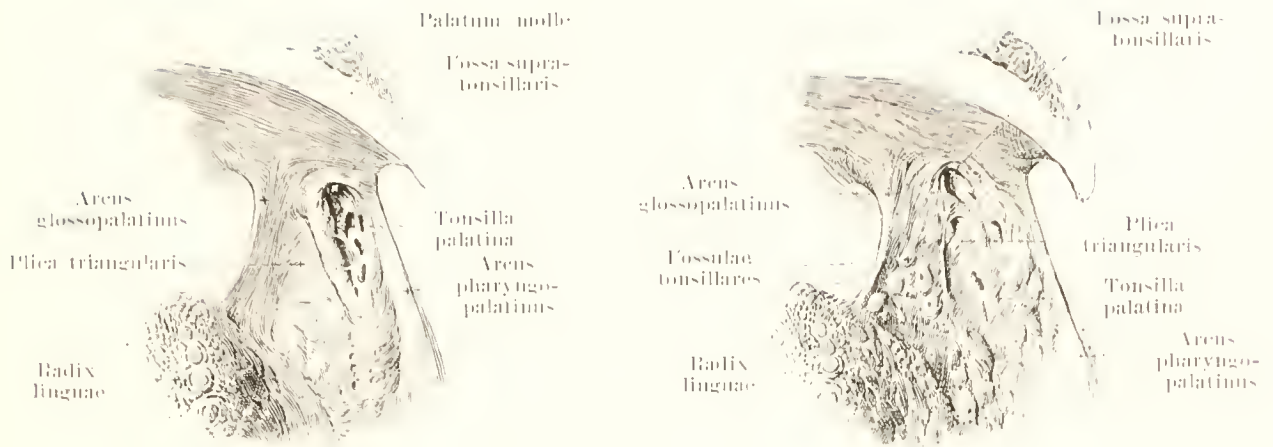 Palatum molle
Fossa supra-
tonsillaris
Arcus
glossopalatinus
Plica triangularis
Radix
linguae
Tonsilla
palatina
Arcus
pharyngo-
palatinus
Fossa supra-
tonsillaris
Arcus
glossopalatinus
Fossulae
tonsillares
Radix
linguae
Plica
triangularis
Tonsilla
palatina
Arcus
pharyngo-
palatinus